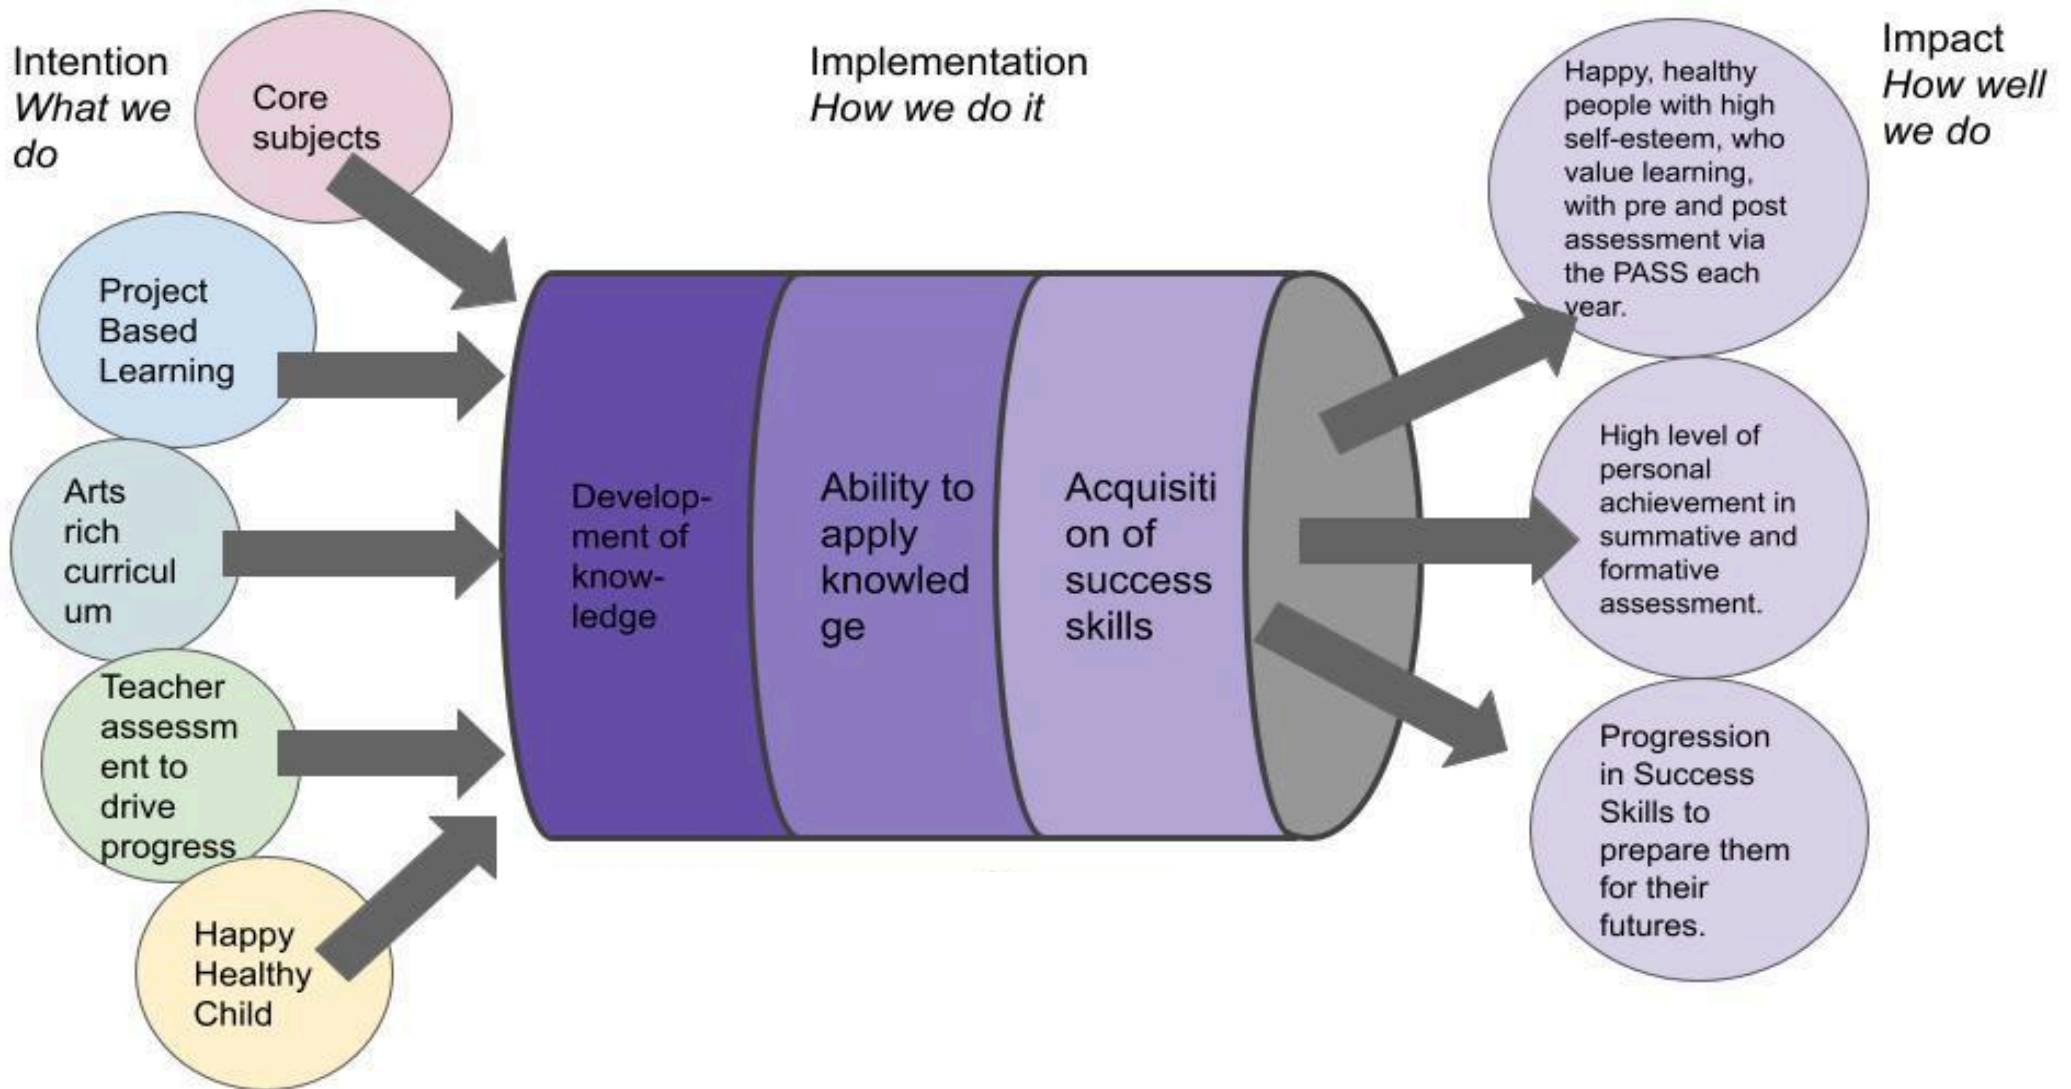 Intention
What we
do
Core
subjects
Project
Based
Learning
Arts
rich
curricul
um
Teacher
assessm
ent to
drive
progress
Happy
Healthy
Child
Implementation
How we do it
Develop-
ment of
know-
ledge
Ability to
apply
knowled
ge
Acquisiti
on of
success
skills
Impact
How well
we do
Happy, healthy
people with high
self-esteem, who
value learning,
with pre and post
assessment via
the PASS each
year.
High level of
personal
achievement in
summative and
formative
assessment.
Progression
in Success
Skills to
prepare them
for their
futures.